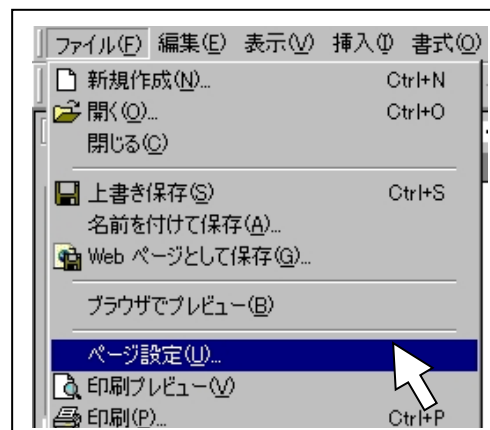 ファイル(F) 編集(E) 表示(V) 挿入(I) 書式(O)
新規作成(N)... Ctrl+N
開く(O)... Ctrl+O
閉じる(C)
上書き保存(S) Ctrl+S
名前を付けて保存(A)...
Web ページとして保存(G)...
ブラウザでプレビュー(B)
ページ設定(U)...
印刷プレビュー(V)
印刷(P)... Ctrl+P